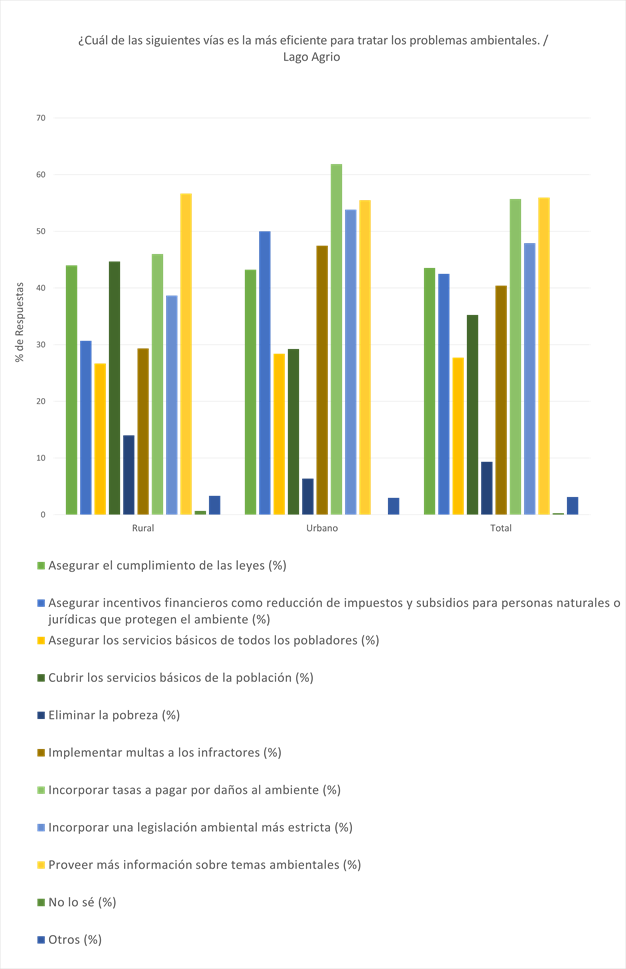 ¿Cuál de las siguientes vías es la más eficiente para tratar los problemas ambientales. /
Lago Agrio
70
60
50
40
30
20
10
0
% de Respuestas
Rural
Urbano
Total
Asegurar el cumplimiento de las leyes (%)
Asegurar incentivos financieros como reducción de impuestos y subsidios para personas naturales o
jurídicas que protegen el ambiente (%)
Asegurar los servicios básicos de todos los pobladores (%)
Cubrir los servicios básicos de la población (%)
Eliminar la pobreza (%)
Implementar multas a los infractores (%)
Incorporar tasas a pagar por daños al ambiente (%)
Incorporar una legislación ambiental más estricta (%)
Proveer más información sobre temas ambientales (%)
No lo sé (%)
Otros (%)